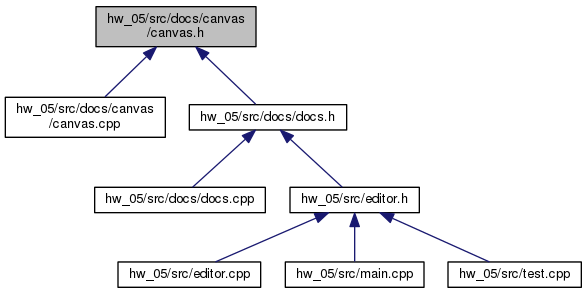 hw_05/src/docs/canvas
/canvas.h
hw_05/src/docs/canvas
/canvas.cpp
hw_05/src/docs/docs.h
hw_05/src/docs/docs.cpp
hw_05/src/editor.h
hw_05/src/editor.cpp
hw_05/src/main.cpp
hw_05/src/test.cpp